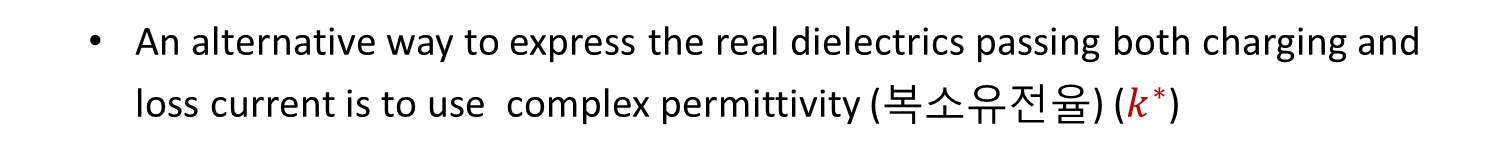 • An alternative way to express the real dielectrics passing both charging and
loss current is to use  complex permittivity (복소유전율) (k*)